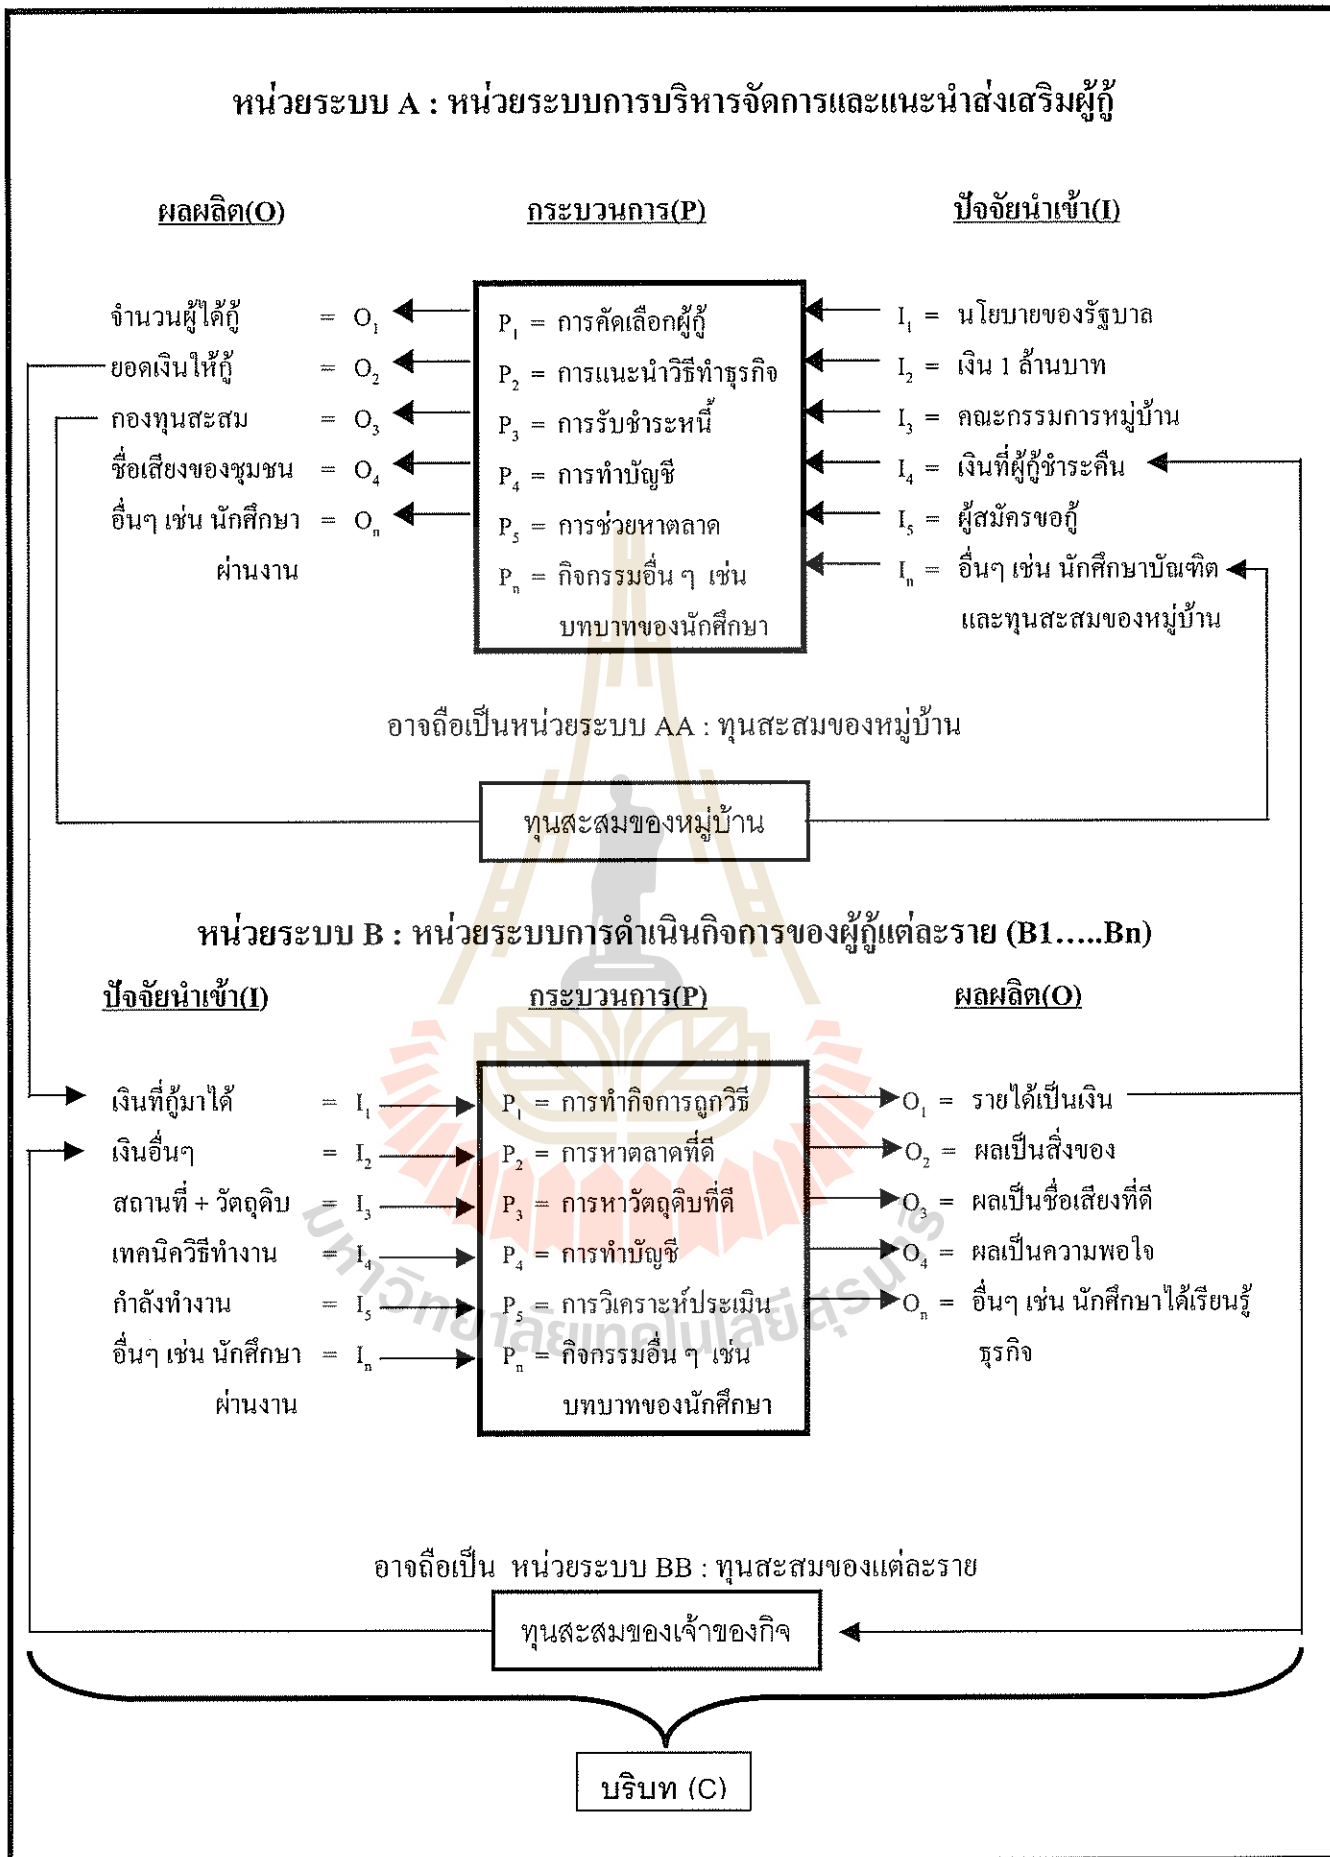 หน่วยระบบ A : หน่วยระบบการบริหารจัดการและแนะนำส่งเสริมผู้กู้
ผลผลิต(O) กระบวนการ(P) ปัจจัยนำเข้า(I)
จำนวนผู้ได้กู้ = O₁ P₁ = การคัดเลือกผู้กู้ I₁ = นโยบายของรัฐบาล
ยอดเงินให้กู้ = O₂ P₂ = การแนะนำวิธีทำธุรกิจ I₂ = เงิน 1 ล้านบาท
กองทุนสะสม = O₃ P₃ = การรับชำระหนี้ I₃ = คณะกรรมการหมู่บ้าน
ชื่อเสียงของชุมชน = O₄ P₄ = การทำบัญชี I₄ = เงินที่ผู้กู้ชำระคืน
อื่นๆ เช่น นักศึกษา = Oₙ P₅ = การช่วยหาตลาด I₅ = ผู้สมัครขอกู้
ผ่านงาน Pₙ = กิจกรรมอื่น ๆ เช่น Iₙ = อื่นๆ เช่น นักศึกษาบัณฑิต
บทบาทของนักศึกษา และทุนสะสมของหมู่บ้าน
อาจถือเป็นหน่วยระบบ AA : ทุนสะสมของหมู่บ้าน
ทุนสะสมของหมู่บ้าน
หน่วยระบบ B : หน่วยระบบการดำเนินกิจการของผู้กู้แต่ละราย (B1.....Bn)
ปัจจัยนำเข้า(I) กระบวนการ(P) ผลผลิต(O)
เงินที่กู้มาได้ = I₁ P₁ = การทำกิจการถูกวิธี O₁ = รายได้เป็นเงิน
เงินอื่นๆ = I₂ P₂ = การหาตลาดที่ดี O₂ = ผลเป็นสิ่งของ
สถานที่ + วัตถุดิบ = I₃ P₃ = การหาวัตถุดิบที่ดี O₃ = ผลเป็นชื่อเสียงที่ดี
เทคนิควิธีทำงาน = I₄ P₄ = การทำบัญชี O₄ = ผลเป็นความพอใจ
กำลังทำงาน = I₅ P₅ = การวิเคราะห์ประเมิน Oₙ = อื่นๆ เช่น นักศึกษาได้เรียนรู้
อื่นๆ เช่น นักศึกษา = Iₙ Pₙ = กิจกรรมอื่น ๆ เช่น ธุรกิจ
ผ่านงาน บทบาทของนักศึกษา
มหาวิทยาลัยเทคโนโลยีสุรนารี
อาจถือเป็น หน่วยระบบ BB : ทุนสะสมของแต่ละราย
ทุนสะสมของเจ้าของกิจ
บริบท (C)